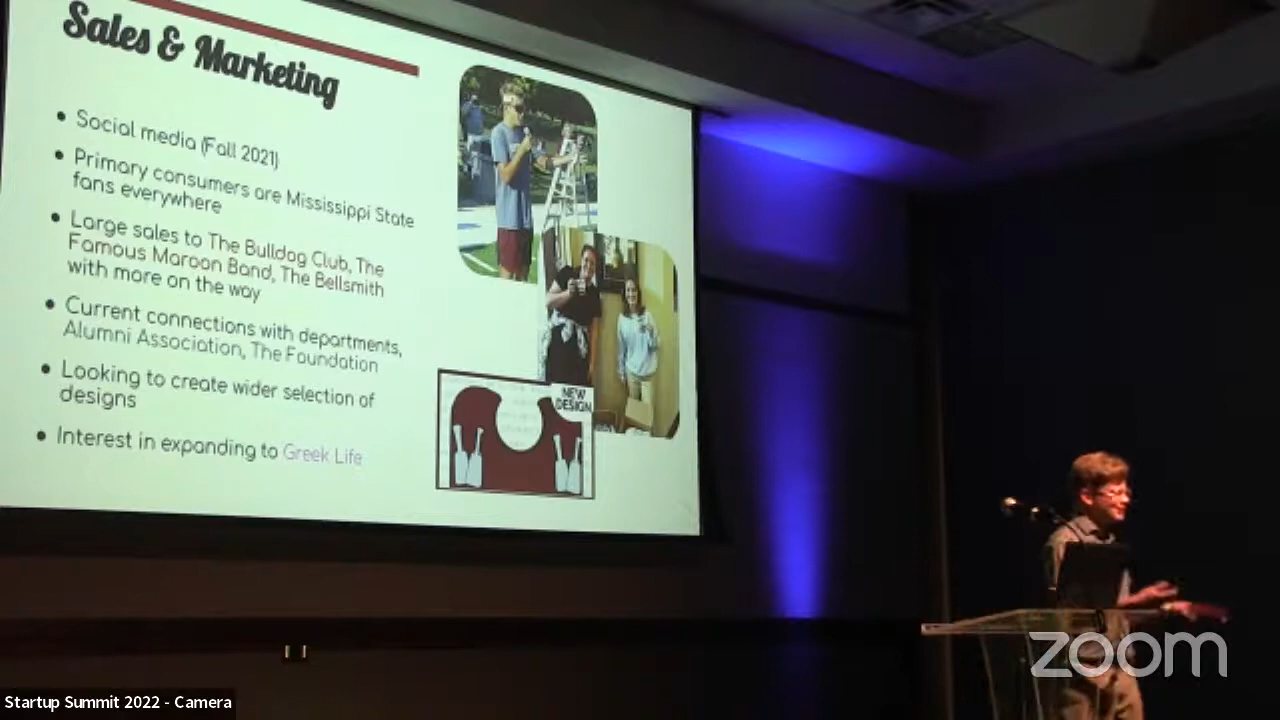 Sales & Marketing
Social media (Fall 2021)
Primary consumers are Mississippi State
fans everywhere
Large sales to The Bulldog Club, The
Famous Maroon Band, The Bellsmith
with more on the way
Current connections with departments,
Alumni Association, The Foundation
Looking to create wider selection of
designs
Interest in expanding to Greek Life
NEW
DESIGN
zoom
Startup Summit 2022 - Camera